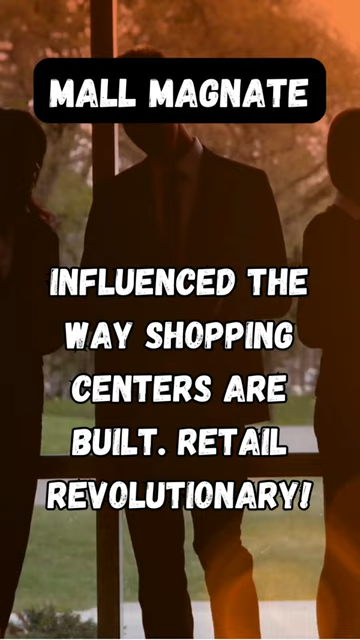 MALL MAGNATE
INFLUENCED THE
WAY SHOPPING
CENTERS ARE
BUILT. RETAIL
REVOLUTIONARY!